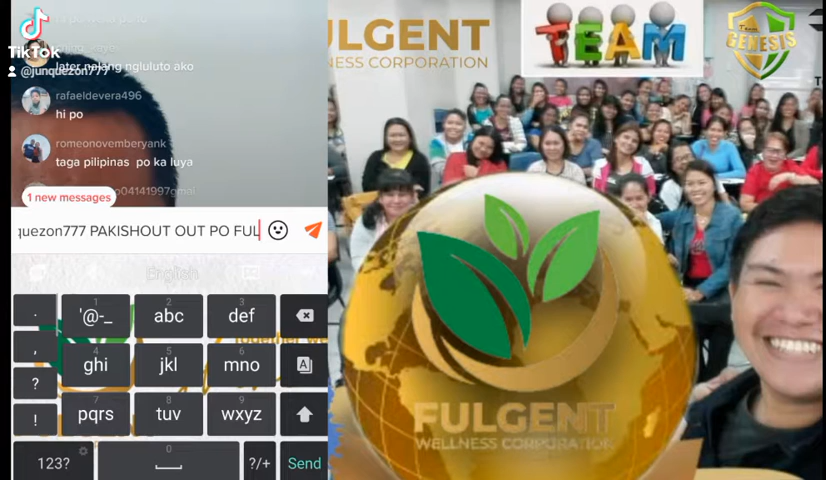 TikTok
@junquezon777
later nalang ngluluto ako
rafaeldevera496
hi po
romeonovemberyank
taga pilipinas po ka luya
1 new messages
quezon777 PAKISHOUT OUT PO FUL
English
.
'@-_
abc
def
,
ghi
jkl
mno
?
pqrs
tuv
wxyz
!
123?
?/+
Send
ULGENT
NESS CORPORATION
TEAM
Team
GENESIS
FULGENT
WELLNESS CORPORATION